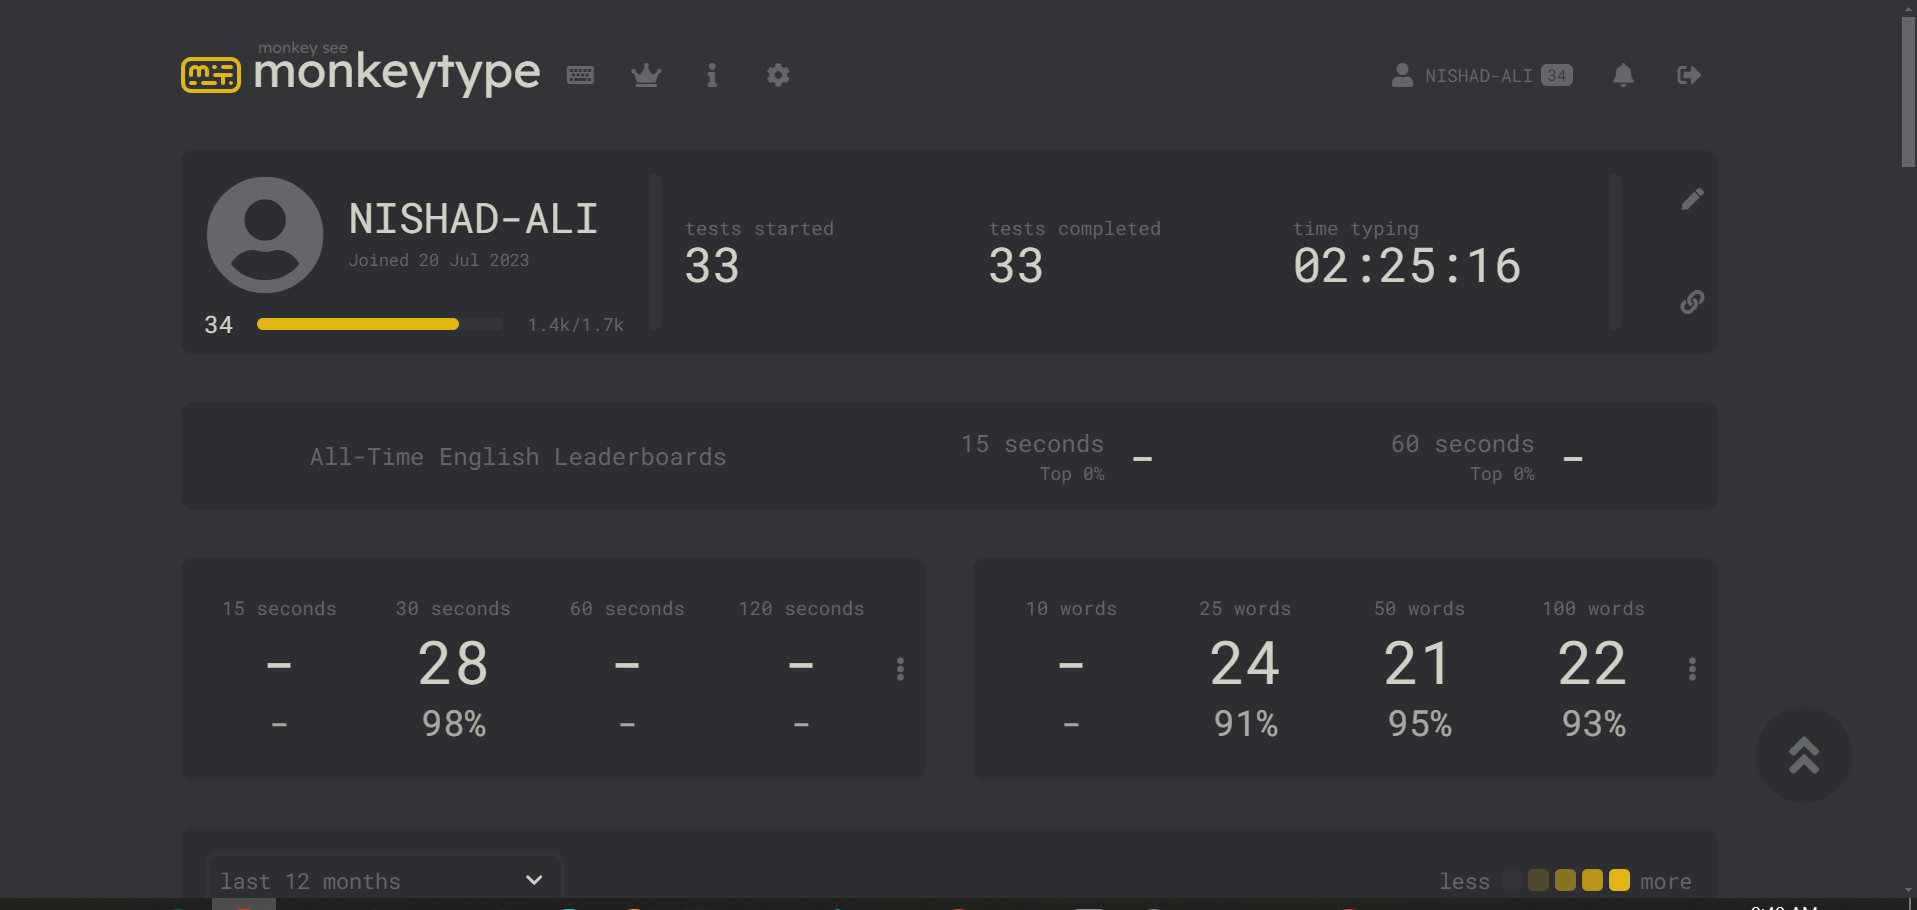 monkey see
monkeytype
NISHAD-ALI 34
NISHAD-ALI
Joined 20 Jul 2023
34 1.4k/1.7k
tests started
33
tests completed
33
time typing
02:25:16
All-Time English Leaderboards
15 seconds
Top 0%
-
60 seconds
Top 0%
-
15 seconds 30 seconds 60 seconds 120 seconds
- 28 - -
- 98% - -
10 words 25 words 50 words 100 words
- 24 21 22
- 91% 95% 93%
last 12 months
less more